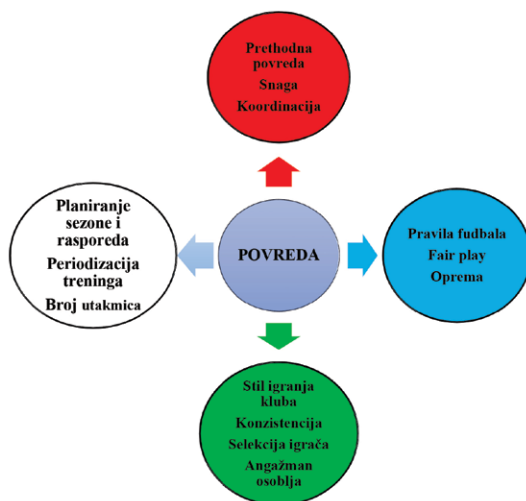 Prethodna
povreda
Snaga
Koordinacija
Planiranje
sezone i
rasporeda
Periodizacija
treninga
Broj utakmica
POVREDA
Pravila fudbala
Fair play
Oprema
Stil igranja
kluba
Konzistencija
Selekcija igrača
Angažman
osoblja